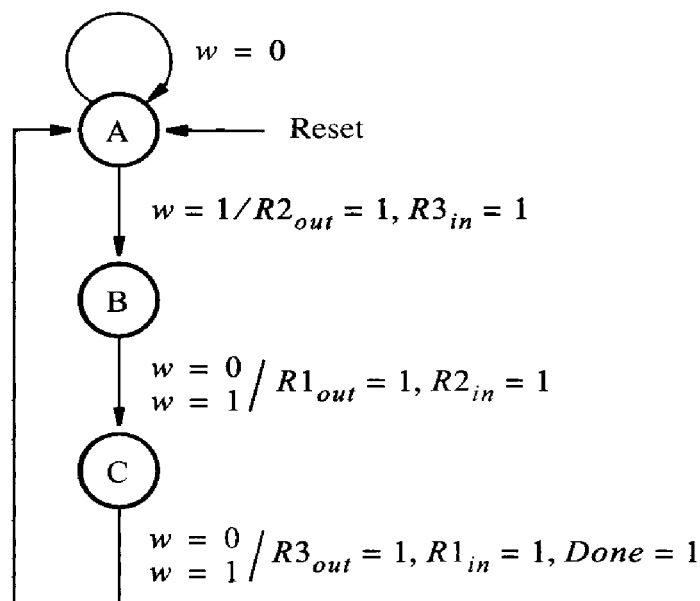 w = 0
A
Reset
w = 1/R2out = 1, R3in = 1
B
w = 0
w = 1 / R1out = 1, R2in = 1
C
w = 0
w = 1 / R3out = 1, R1in = 1, Done = 1